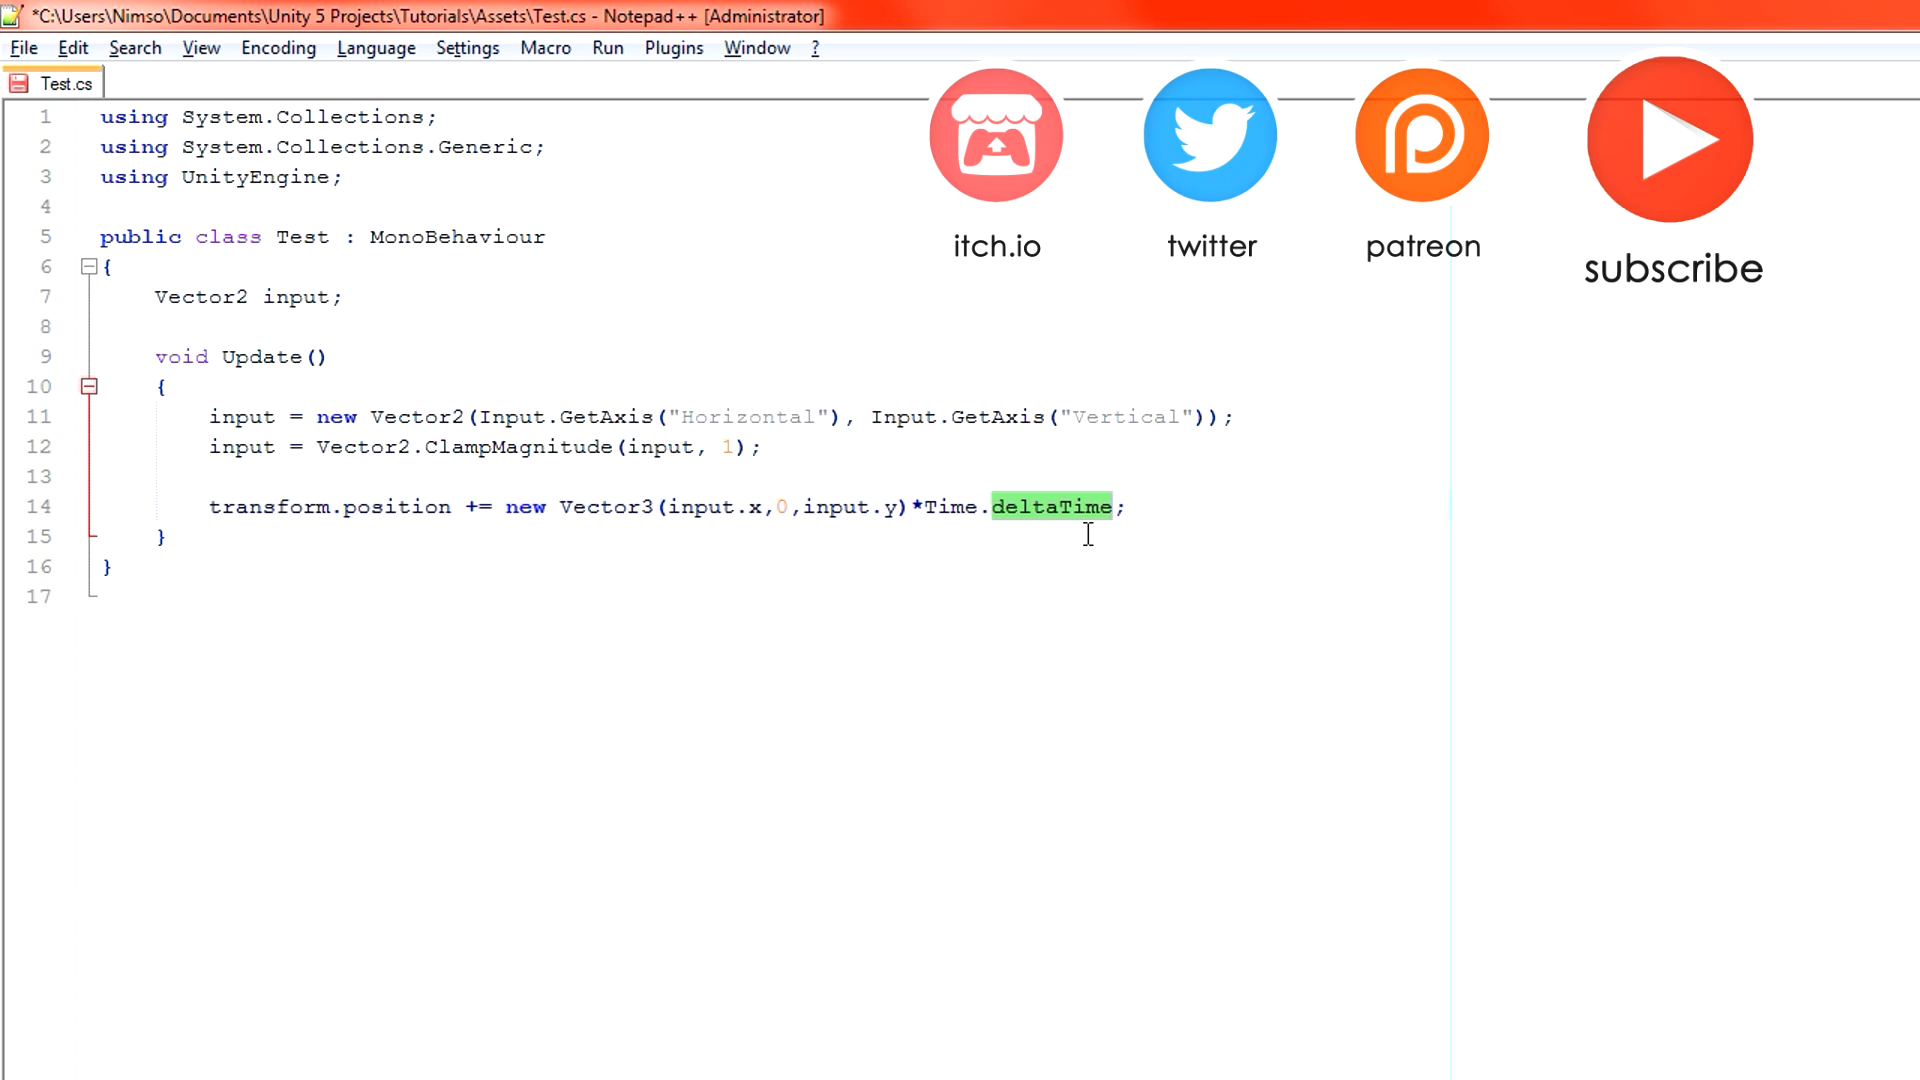 *C:\Users\Nimso\Documents\Unity 5 Projects\Tutorials\Assets\Test.cs - Notepad++ [Administrator]
File Edit Search View Encoding Language Settings Macro Run Plugins Window ?
Test.cs
1 using System.Collections;
2 using System.Collections.Generic;
3 using UnityEngine;
4
5 public class Test : MonoBehaviour
6 {
7 Vector2 input;
8
9 void Update()
10 {
11 input = new Vector2(Input.GetAxis("Horizontal"), Input.GetAxis("Vertical"));
12 input = Vector2.ClampMagnitude(input, 1);
13
14 transform.position += new Vector3(input.x,0,input.y)*Time.deltaTime;
15 }
16 }
17
itch.io
twitter
patreon
subscribe